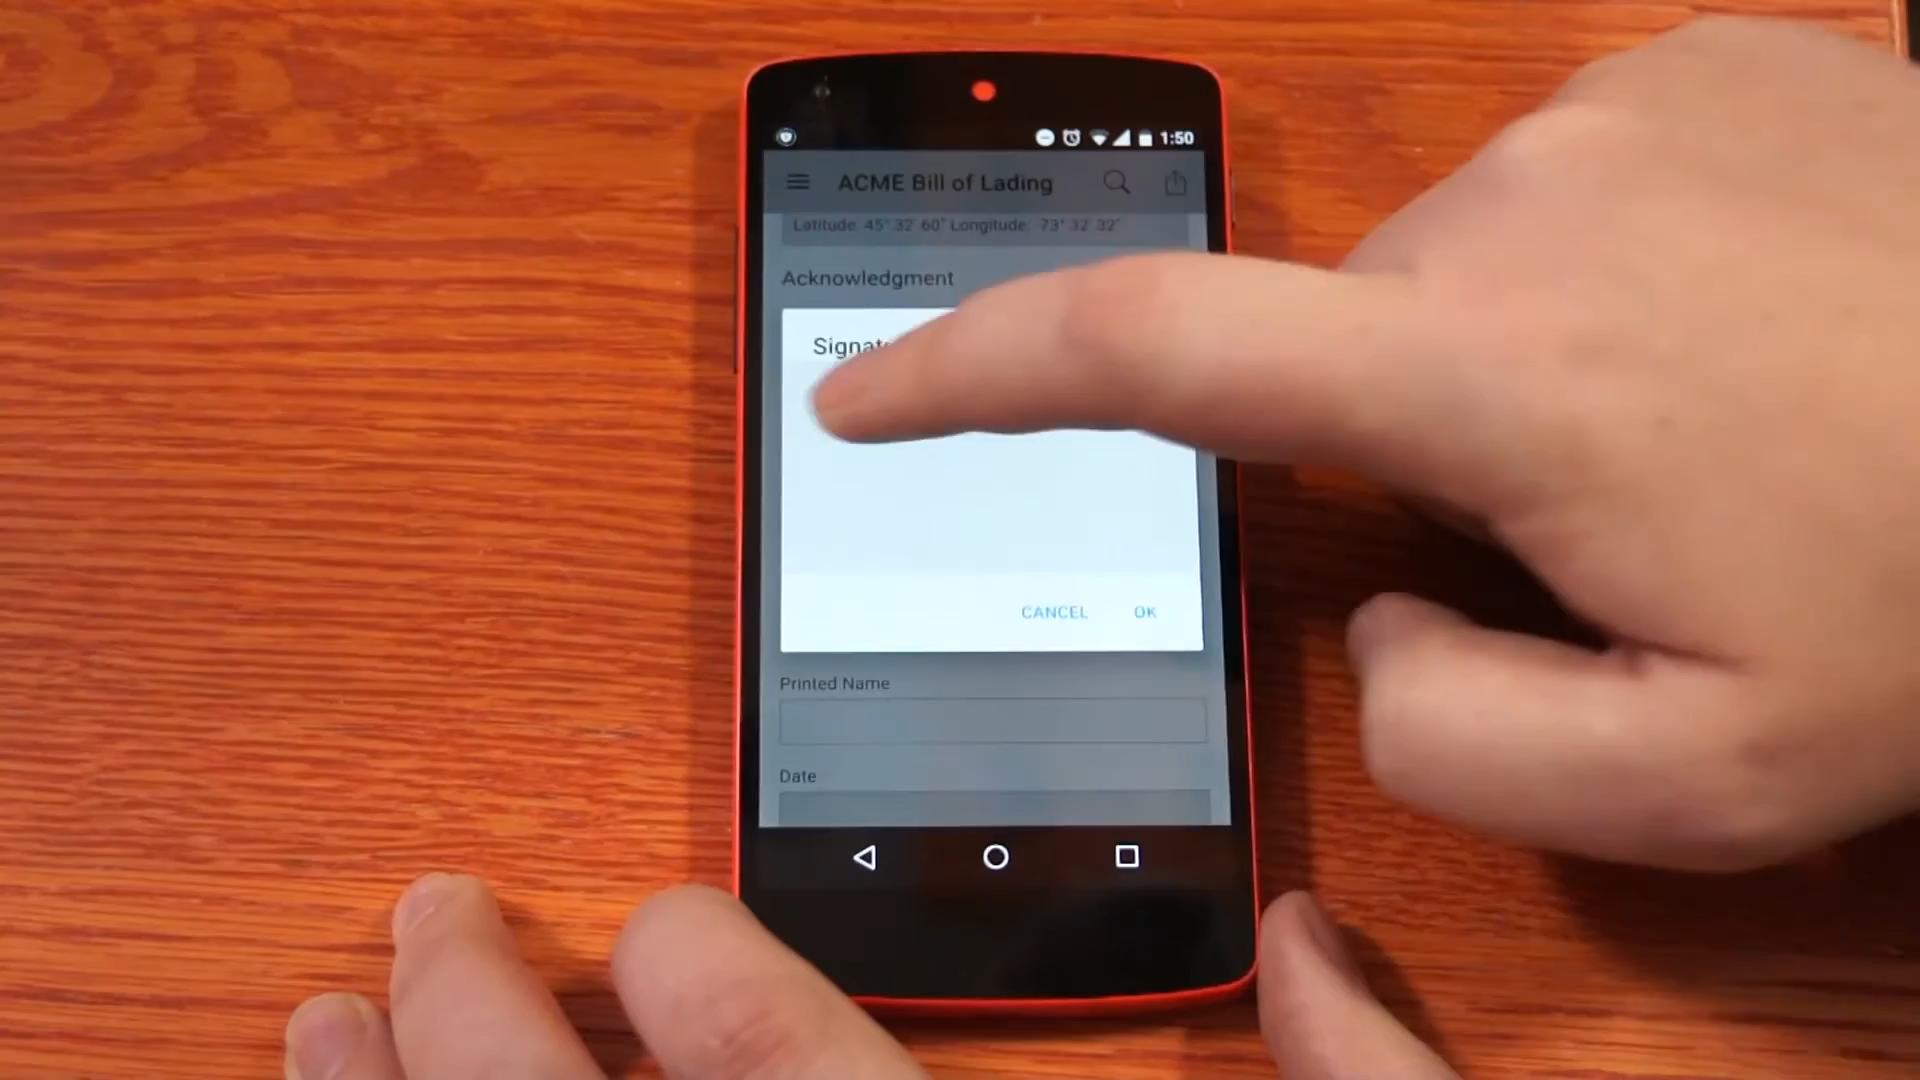 1:50
ACME Bill of Lading
Latitude: 45° 32' 60" Longitude: 73° 32' 32"
Acknowledgment
CANCEL OK
Printed Name
Date